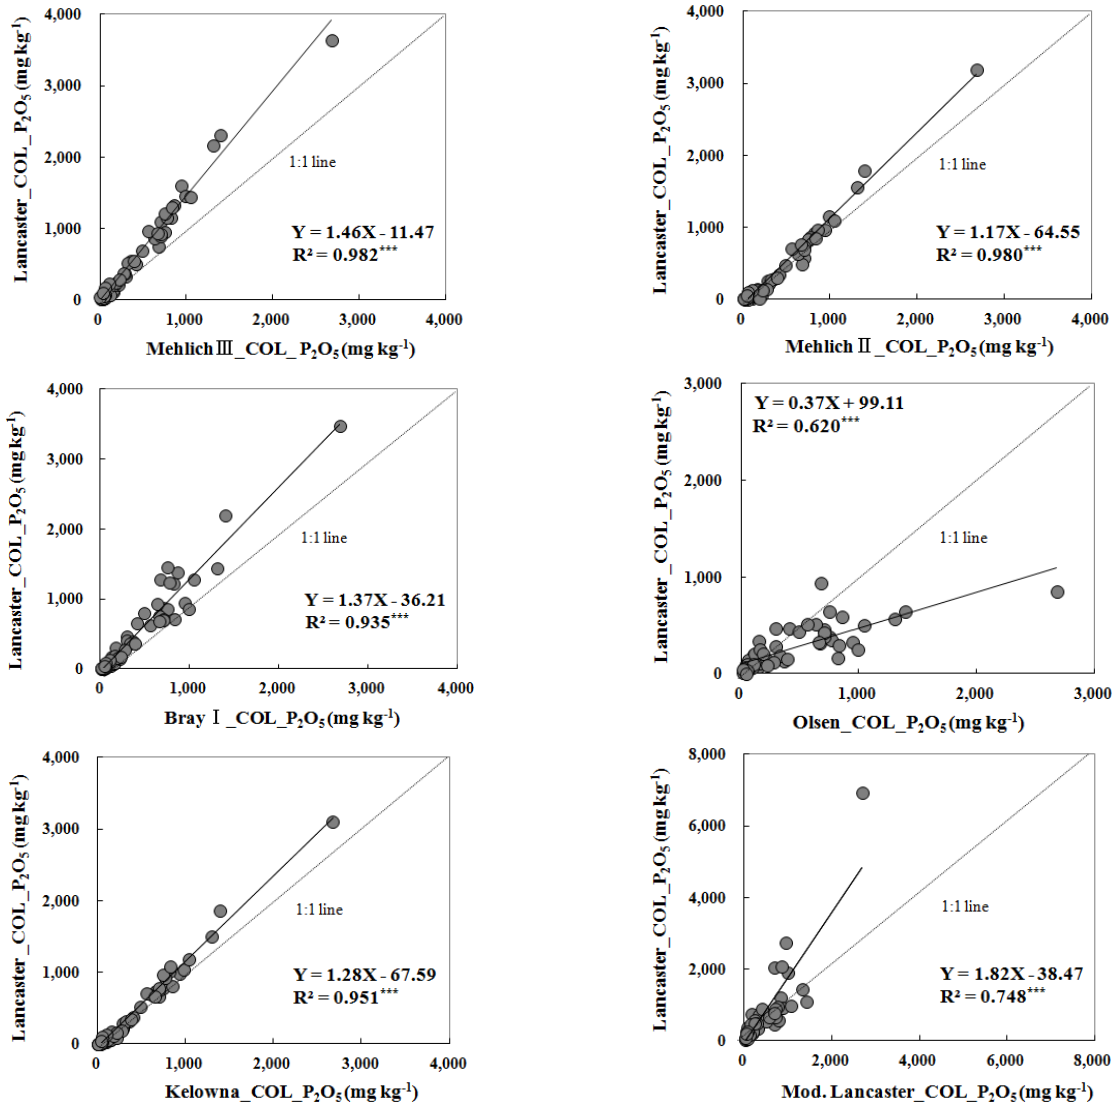 4,000
3,000
2,000
1,000
0
Lancaster_COL_P₂O₅ (mg kg⁻¹)
1:1 line
Y = 1.46X - 11.47
R² = 0.982***
0 1,000 2,000 3,000 4,000
Mehlich Ⅲ_COL_P₂O₅ (mg kg⁻¹)
4,000
3,000
2,000
1,000
0
Lancaster_COL_P₂O₅ (mg kg⁻¹)
1:1 line
Y = 1.17X - 64.55
R² = 0.980***
0 1,000 2,000 3,000 4,000
Mehlich Ⅱ_COL_P₂O₅ (mg kg⁻¹)
4,000
3,000
2,000
1,000
0
Lancaster_COL_P₂O₅ (mg kg⁻¹)
1:1 line
Y = 1.37X - 36.21
R² = 0.935***
0 1,000 2,000 3,000 4,000
Bray Ⅰ_COL_P₂O₅ (mg kg⁻¹)
3,000
2,000
1,000
0
Lancaster_COL_P₂O₅ (mg kg⁻¹)
Y = 0.37X + 99.11
R² = 0.620***
1:1 line
0 1,000 2,000 3,000
Olsen_COL_P₂O₅ (mg kg⁻¹)
4,000
3,000
2,000
1,000
0
Lancaster_COL_P₂O₅ (mg kg⁻¹)
1:1 line
Y = 1.28X - 67.59
R² = 0.951***
0 1,000 2,000 3,000 4,000
Kelowna_COL_P₂O₅ (mg kg⁻¹)
8,000
6,000
4,000
2,000
0
Lancaster_COL_P₂O₅ (mg kg⁻¹)
1:1 line
Y = 1.82X - 38.47
R² = 0.748***
0 2,000 4,000 6,000 8,000
Mod. Lancaster_COL_P₂O₅ (mg kg⁻¹)